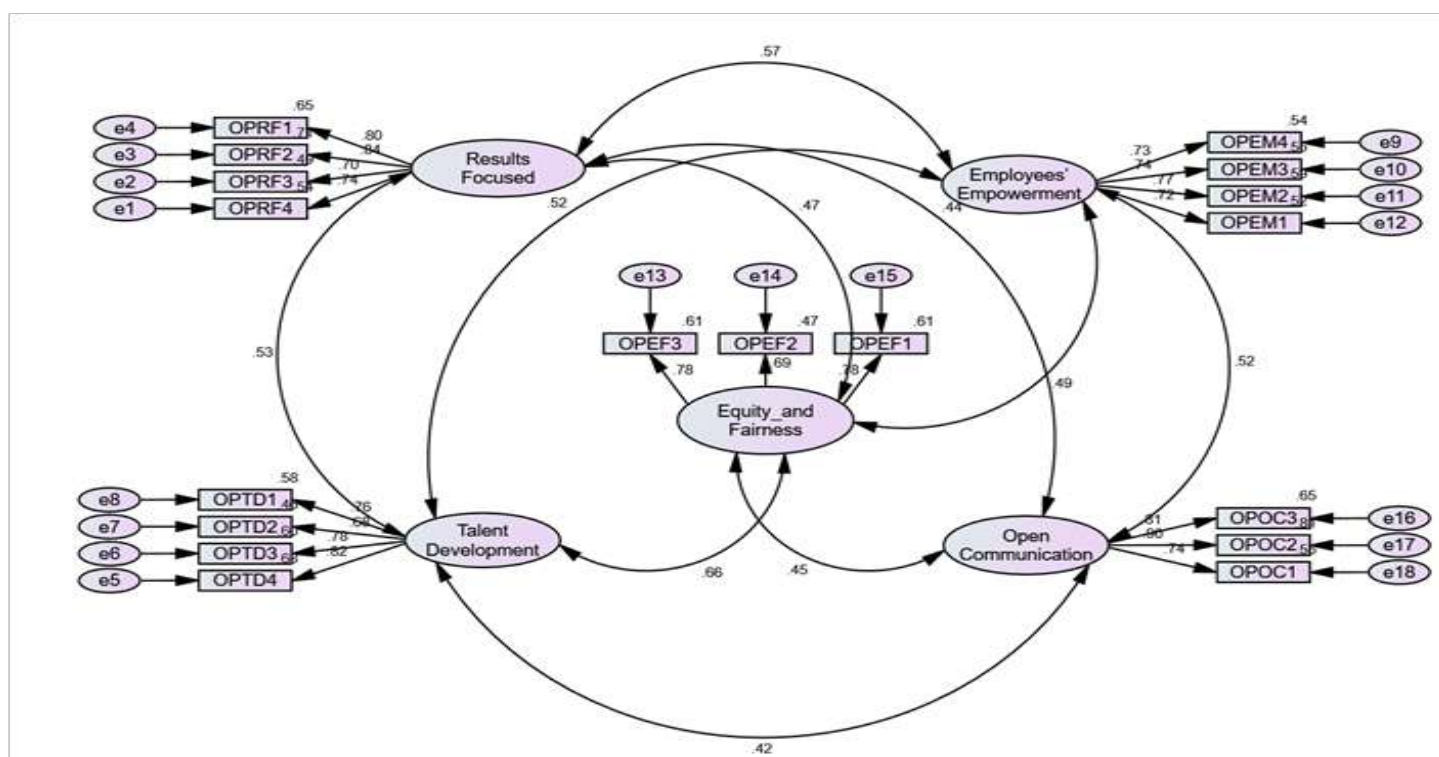 .57
.65
e4
OPRF1
.80
e3
OPRF2
.84
e2
OPRF3
.70
e1
OPRF4
.74
Results
Focused
.54
OPEM4
e9
.73
OPEM3
e10
.74
OPEM2
e11
.77
OPEM1
e12
.72
Employees'
Empowerment
.52
.47
.44
e13
e14
e15
.61
.47
.61
OPEF3
OPEF2
OPEF1
.78
.69
.78
Equity_and
Fairness
.53
.49
.52
.58
e8
OPTD1
.76
e7
OPTD2
e6
OPTD3
.78
e5
OPTD4
.82
Talent
Development
.65
OPOC3
e16
.81
OPOC2
e17
OPOC1
e18
.74
Open
Communication
.66
.45
.42